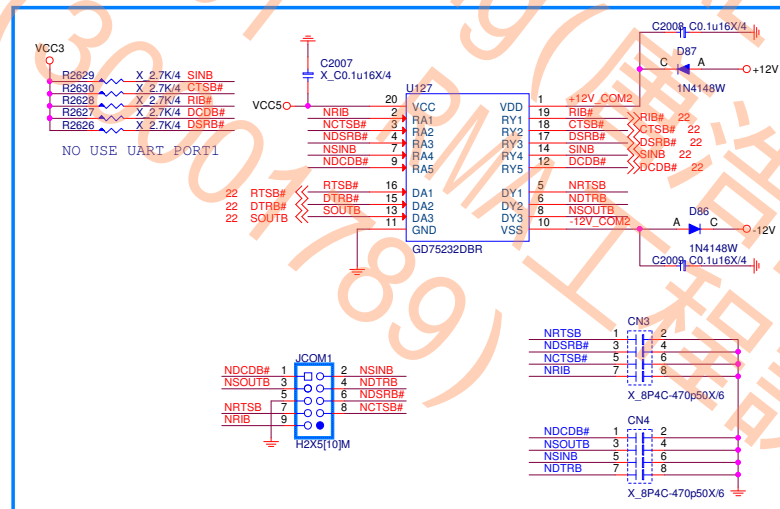 C2008 C0.1u16X/4
D87
C A
+12V
1N4148W
VCC3
R2629 X_2.7K/4 SINB
R2630 X_2.7K/4 CTSB#
R2628 X_2.7K/4 RIB#
R2627 X_2.7K/4 DCDB#
R2626 X_2.7K/4 DSRB#
NO USE UART PORT1
C2007
X_C0.1u16X/4
VCC5
U127
20 VCC VDD 1 +12V_COM2
NRIB 2 RA1 RY1 19 RIB# RIB# 22
NCTSB# 3 RA2 RY2 18 CTSB# CTSB# 22
NDSRB# 4 RA3 RY3 17 DSRB# DSRB# 22
NSINB 7 RA4 RY4 14 SINB SINB 22
NDCDB# 9 RA5 RY5 12 DCDB# DCDB# 22
22 RTSB# RTSB# 16 DA1 DY1 5 NRTSB
22 DTRB# DTRB# 15 DA2 DY2 6 NDTRB
22 SOUTB SOUTB 13 DA3 DY3 8 NSOUTB
11 GND VSS 10 -12V_COM2
GD75232DBR
D86
A C
-12V
1N4148W
C2009 C0.1u16X/4
JCOM1
NDCDB# 1 2 NSINB
NSOUTB 3 4 NDTRB
5 6 NDSRB#
NRTSB 7 8 NCTSB#
NRIB 9
H2X5[10]M
CN3
NRTSB 1 2
NDSRB# 3 4
NCTSB# 5 6
NRIB 7 8
X_8P4C-470p50X/6
CN4
NDCDB# 1 2
NSOUTB 3 4
NSINB 5 6
NDTRB 7 8
X_8P4C-470p50X/6